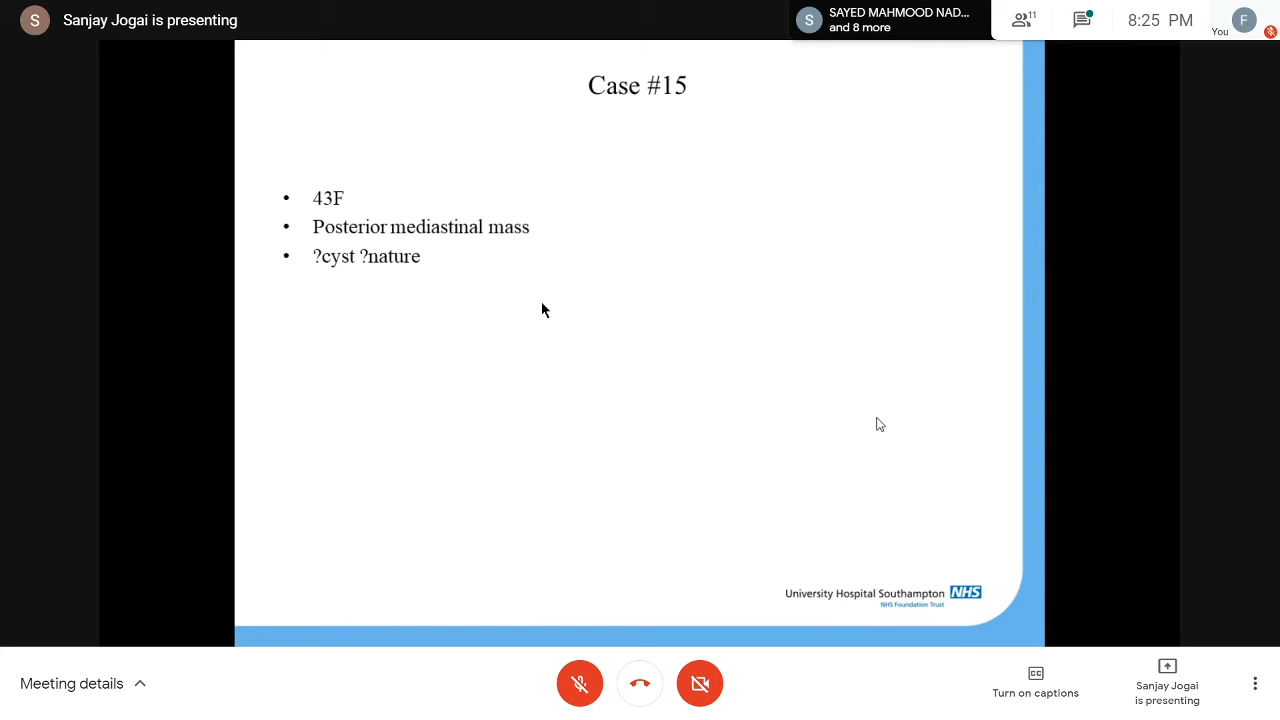 S Sanjay Jogai is presenting
S SAYED MAHMOOD NAD...
and 8 more
11
8:25 PM
You F
Case #15
• 43F
• Posterior mediastinal mass
• ?cyst ?nature
University Hospital Southampton NHS
NHS Foundation Trust
Meeting details
CC
Turn on captions
Sanjay Jogai
is presenting